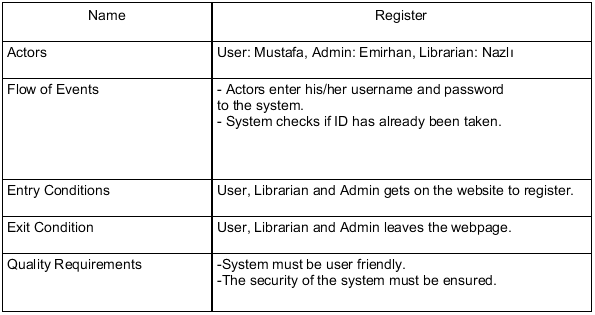 Name Register
Actors User: Mustafa, Admin: Emirhan, Librarian: Nazlı
Flow of Events - Actors enter his/her username and password
to the system.
- System checks if ID has already been taken.
Entry Conditions User, Librarian and Admin gets on the website to register.
Exit Condition User, Librarian and Admin leaves the webpage.
Quality Requirements -System must be user friendly.
-The security of the system must be ensured.